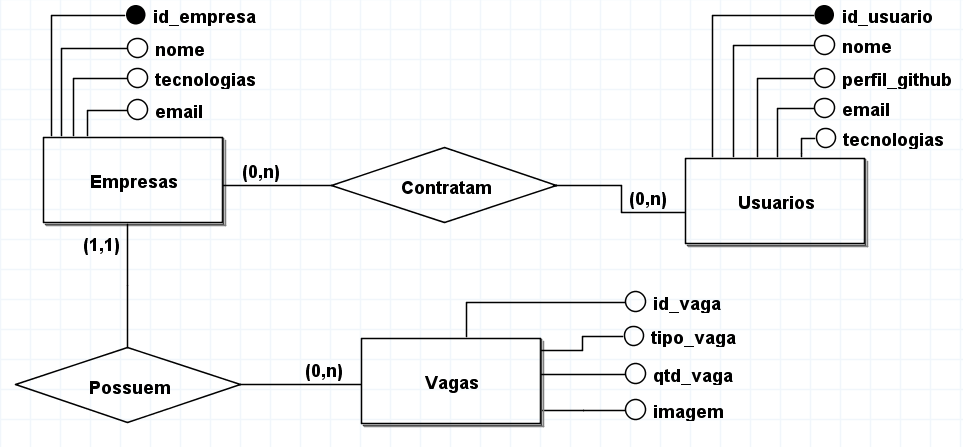 id_empresa
nome
tecnologias
email
Empresas
(0,n)
Contratam
(0,n)
id_usuario
nome
perfil_github
email
tecnologias
Usuarios
(1,1)
Possuem
(0,n)
Vagas
id_vaga
tipo_vaga
qtd_vaga
imagem